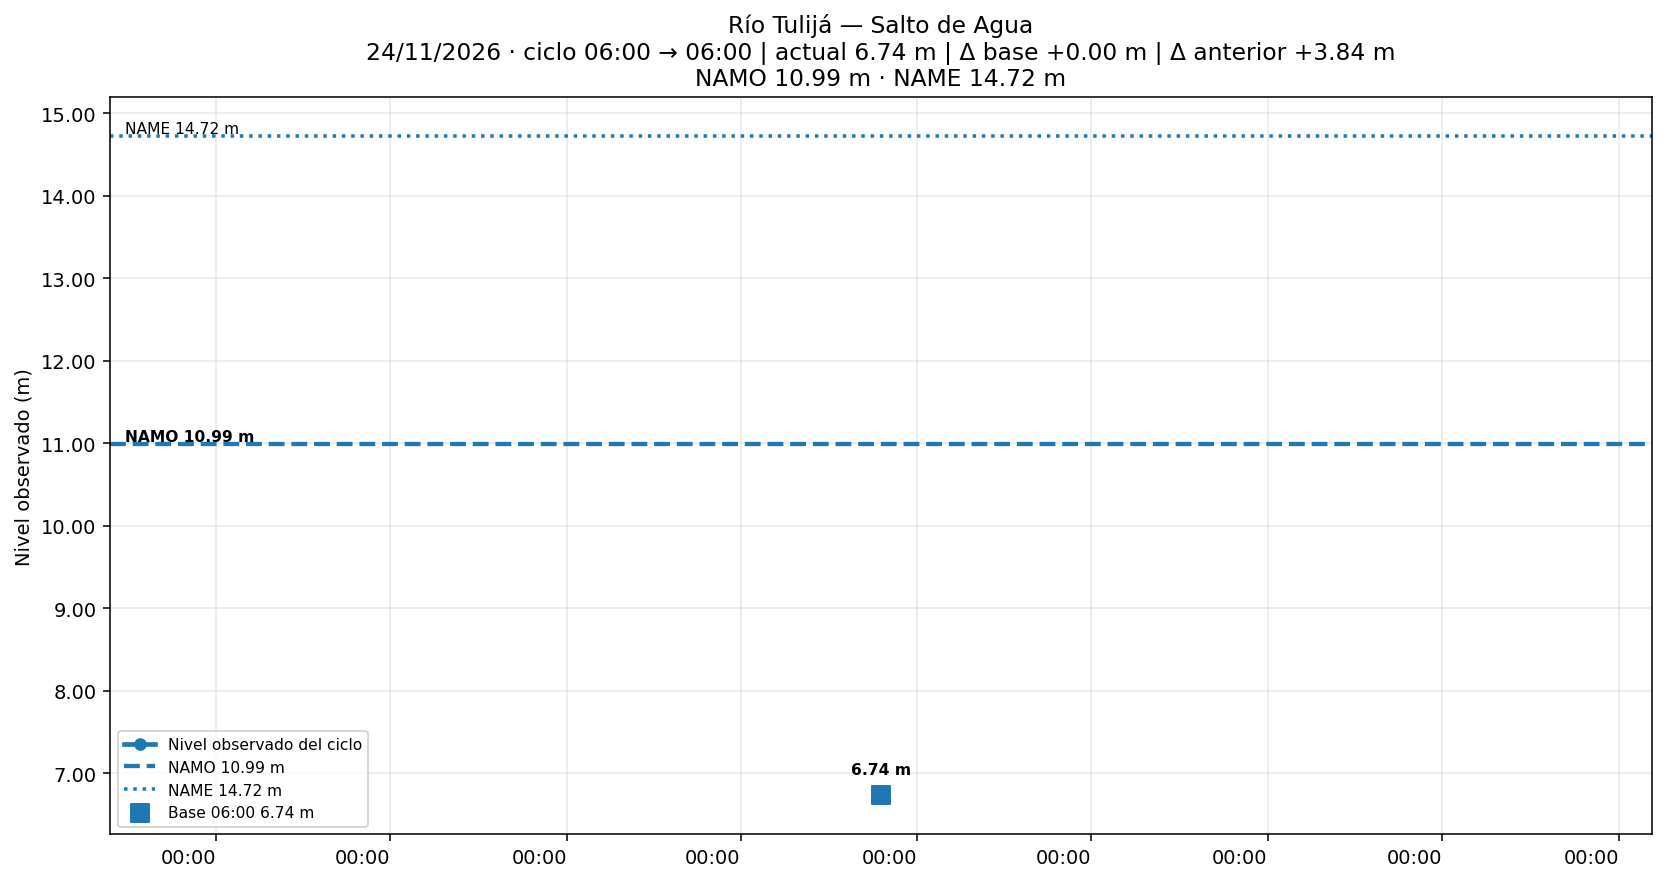 Río Tulijá — Salto de Agua
24/11/2026 · ciclo 06:00 → 06:00 | actual 6.74 m | Δ base +0.00 m | Δ anterior +3.84 m
NAMO 10.99 m · NAME 14.72 m
Nivel observado (m)
15.00
14.00
13.00
12.00
11.00
10.00
9.00
8.00
7.00
NAME 14.72 m
NAMO 10.99 m
6.74 m
Nivel observado del ciclo
NAMO 10.99 m
NAME 14.72 m
Base 06:00 6.74 m
00:00 00:00 00:00 00:00 00:00 00:00 00:00 00:00 00:00